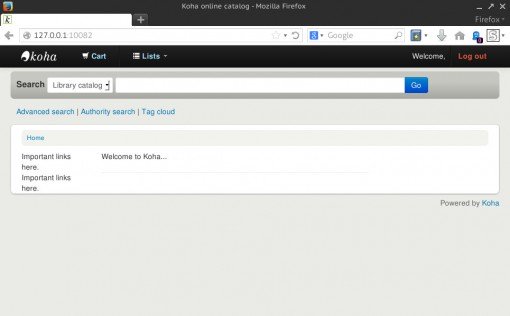 Koha online catalog - Mozilla Firefox
Firefox
127.0.0.1:10082
Google
koha
Cart
Lists
Welcome,
Log out
Search
Library catalog
Go
Advanced search | Authority search | Tag cloud
Home
Important links
here.
Welcome to Koha...
Important links
here.
Powered by Koha